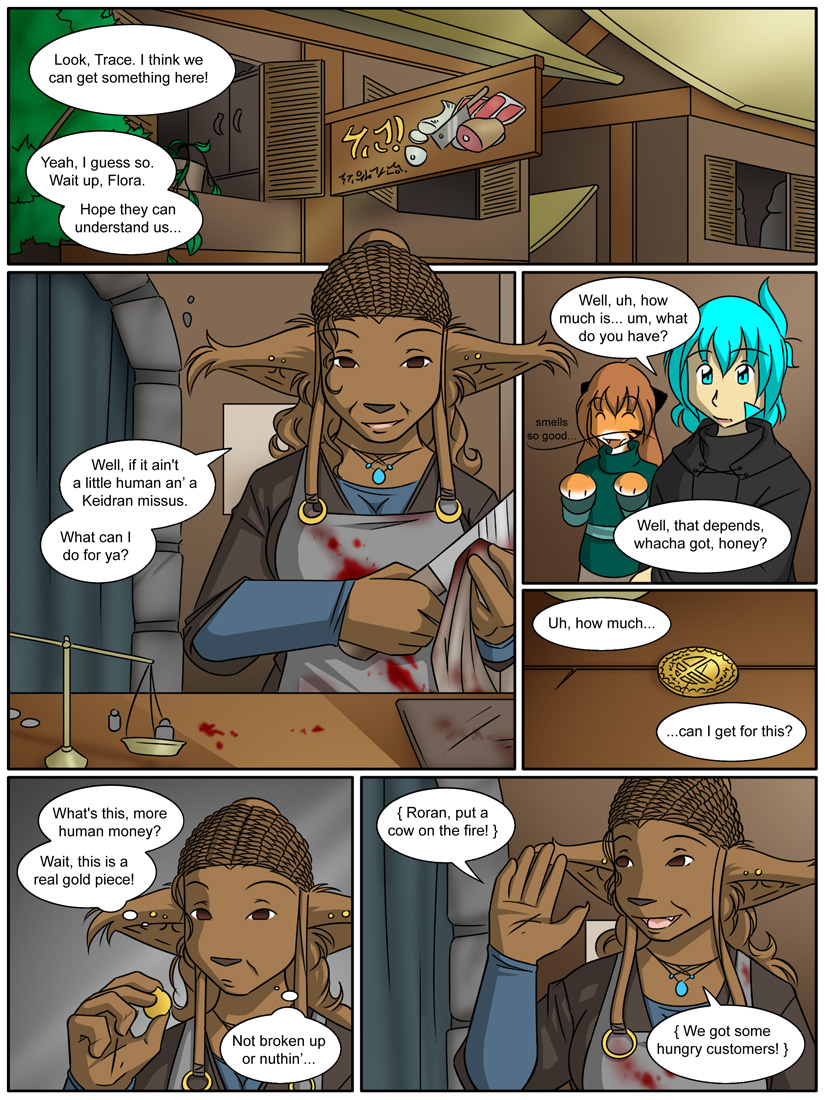 Look, Trace. I think we
can get something here!
Yeah, I guess so.
Wait up, Flora.
Hope they can
understand us...
Well, if it ain't
a little human an' a
Keidran missus.
What can I
do for ya?
Well, uh, how
much is... um, what
do you have?
smells
so good...
Well, that depends,
whacha got, honey?
Uh, how much...
...can I get for this?
What's this, more
human money?
Wait, this is a
real gold piece!
Not broken up
or nuthin'...
{ Roran, put a
cow on the fire! }
{ We got some
hungry customers! }